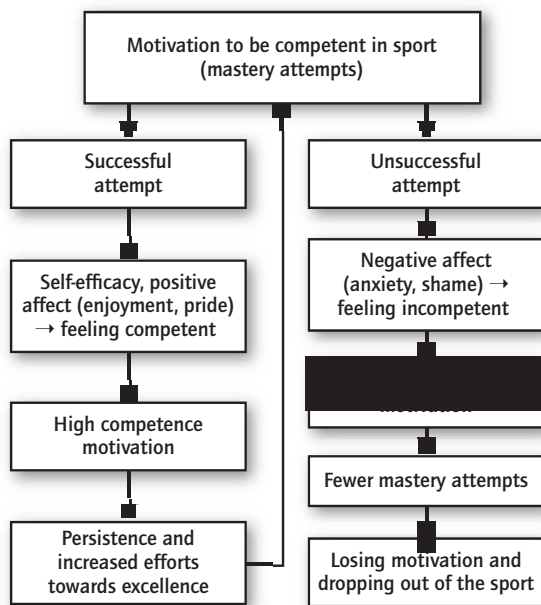 Motivation to be competent in sport
(mastery attempts)
Successful
attempt
Self-efficacy, positive
affect (enjoyment, pride)
→ feeling competent
High competence
motivation
Persistence and
increased efforts
towards excellence
Unsuccessful
attempt
Negative affect
(anxiety, shame) →
feeling incompetent
Fewer mastery attempts
Losing motivation and
dropping out of the sport